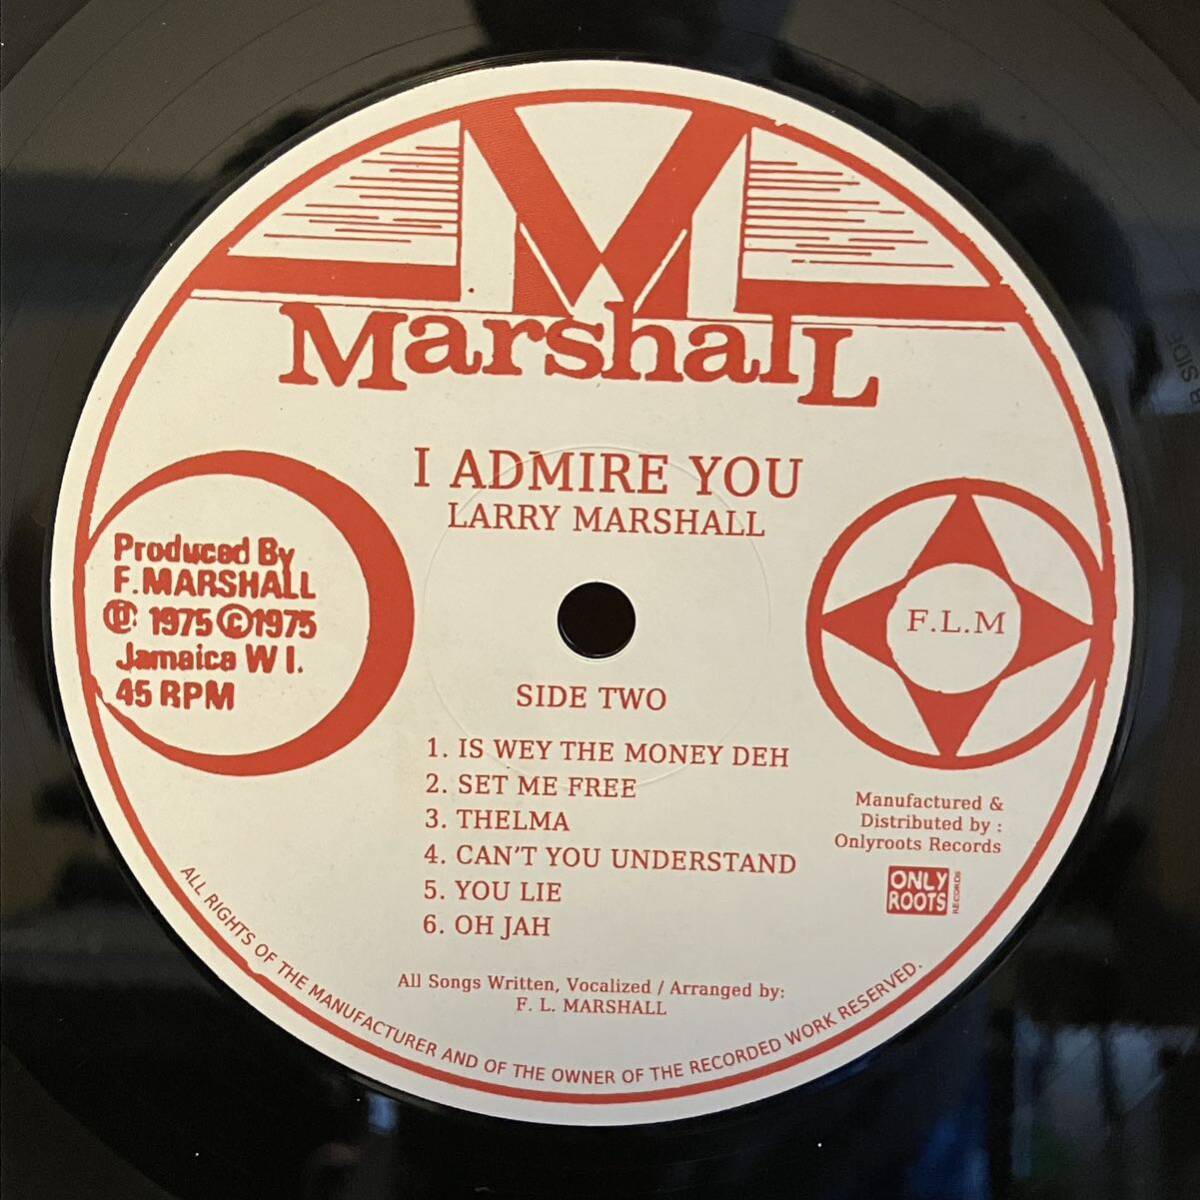 MarshalL
I ADMIRE YOU
LARRY MARSHALL
Produced By
F. MARSHALL
℗: 1975 © 1975
Jamaica W I.
45 RPM
F.L.M
SIDE TWO
1. IS WEY THE MONEY DEH
2. SET ME FREE
3. THELMA
4. CAN'T YOU UNDERSTAND
5. YOU LIE
6. OH JAH
Manufactured &
Distributed by :
Onlyroots Records
ONLY
ROOTS
RECORDS
All Songs Written, Vocalized / Arranged by:
F. L. MARSHALL
ALL RIGHTS OF THE MANUFACTURER AND OF THE OWNER OF THE RECORDED WORK RESERVED.
B SIDE